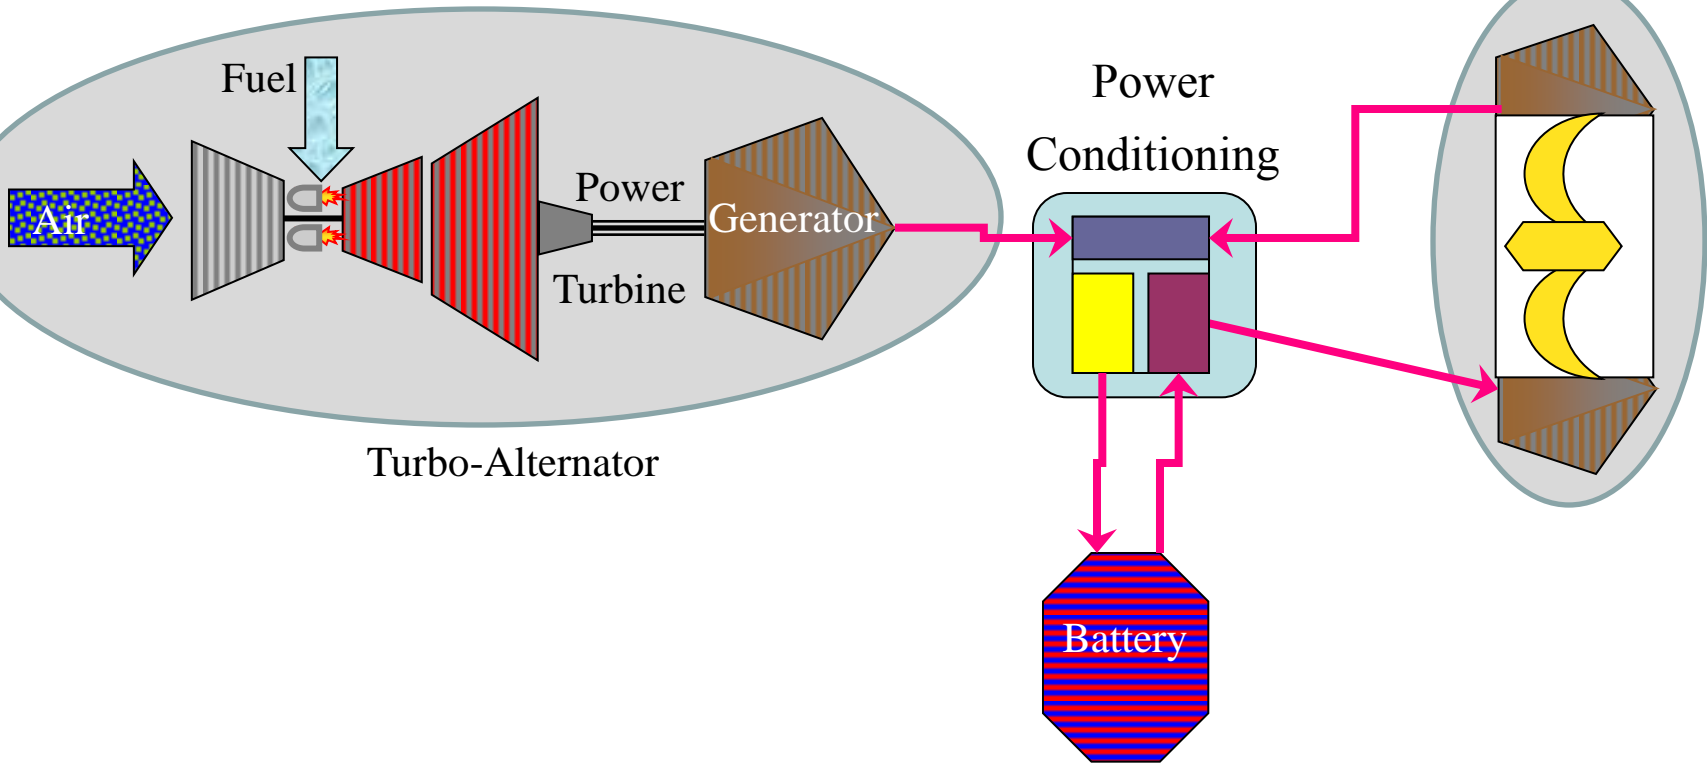 Fuel
Air
Power
Turbine
Generator
Turbo-Alternator
Power
Conditioning
Battery